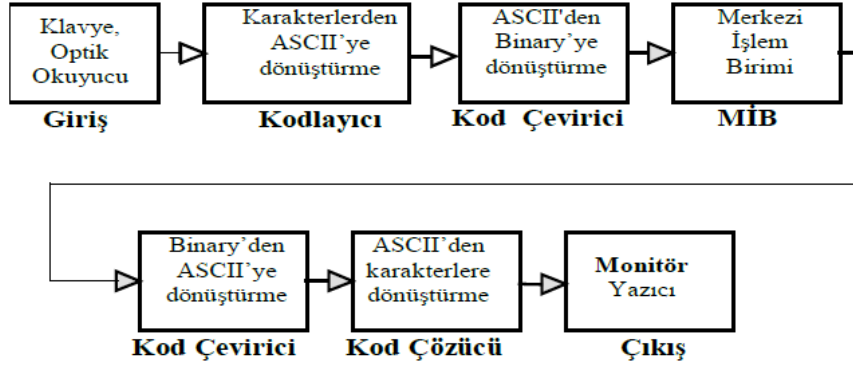 Klavye,
Optik
Okuyucu
Giriş
Karakterlerden
ASCII’ye
dönüştürme
Kodlayıcı
ASCII'den
Binary’ye
dönüştürme
Kod Çevirici
Merkezi
İşlem
Birimi
MİB
Binary’den
ASCII’ye
dönüştürme
Kod Çevirici
ASCII’den
karakterlere
dönüştürme
Kod Çözücü
Monitör
Yazıcı
Çıkış